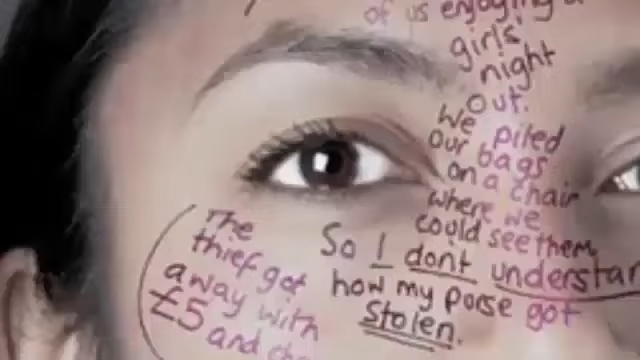 of us enjoying a
girls'
night
out.
We piled
our bags
on a chair
where we
could see them
So I don't understan
how my purse got
stolen.
The
thief got
away with
£5 and